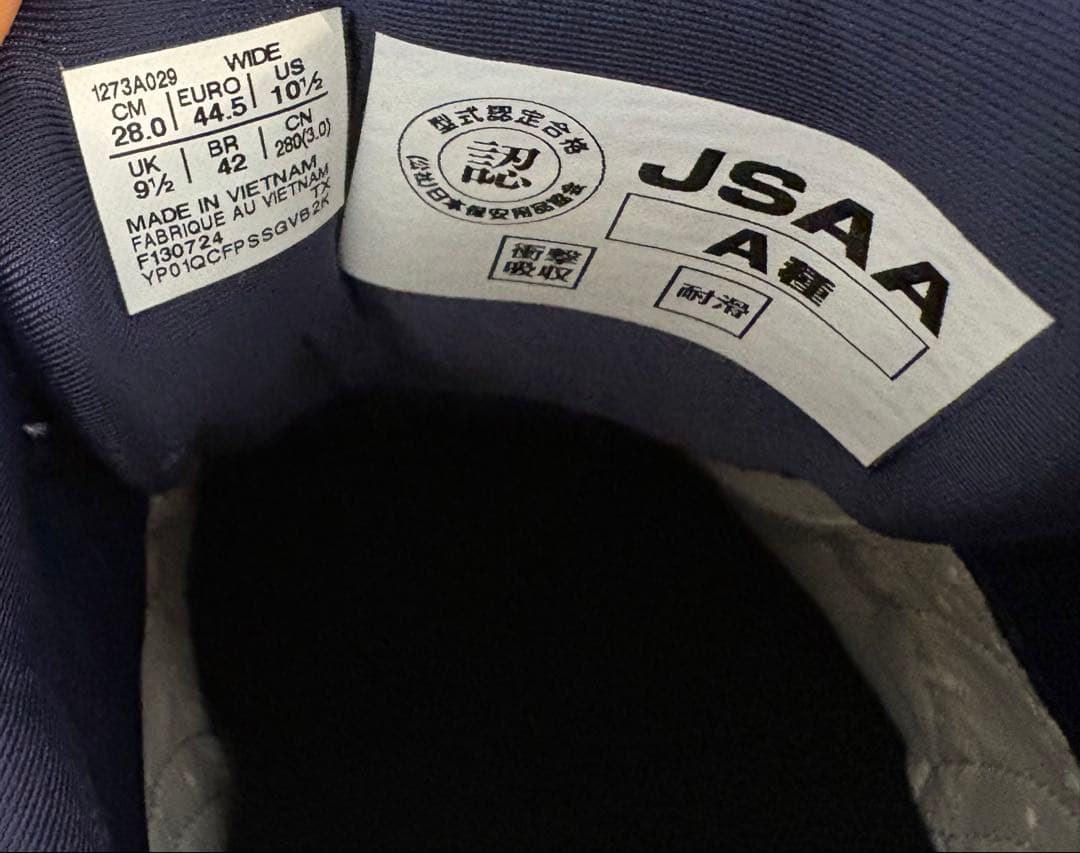 1273A029 WIDE
CM EURO US
28.0 44.5 10½
UK BR CN
9½ 42 280(3.0)
MADE IN VIETNAM
FABRIQUE AU VIETNAM
F130724 TX
YP01QCFPSSGVB2K
型式認定合格
認
(公社)日本保安用品協会
JSAA
A種
衝撃
吸収
耐滑